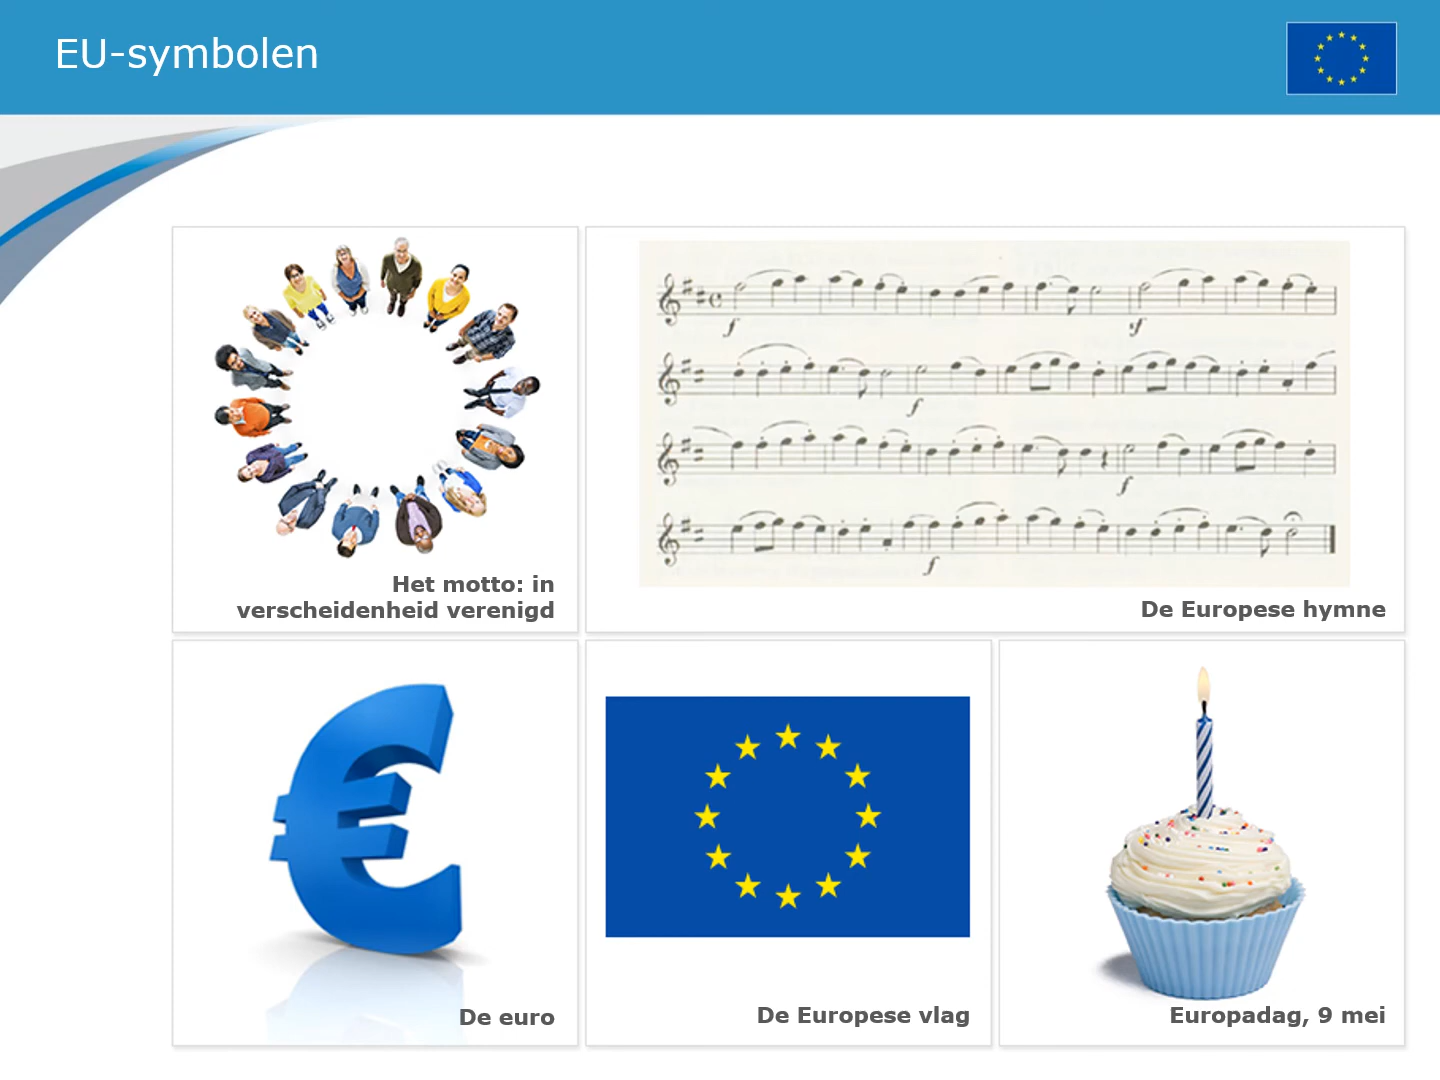 EU-symbolen
Het motto: in
verscheidenheid verenigd
De Europese hymne
De euro
De Europese vlag
Europadag, 9 mei